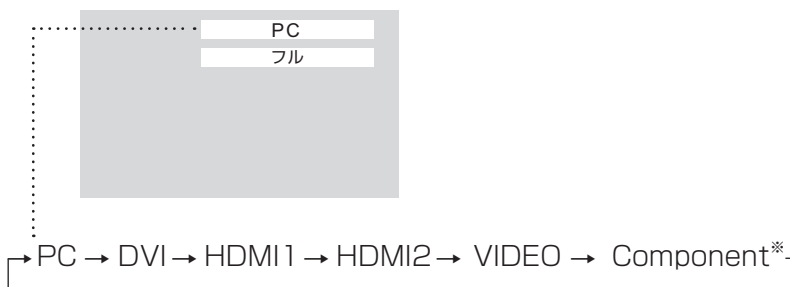 PC
フル
PC → DVI → HDMI1 → HDMI2 → VIDEO → Component※